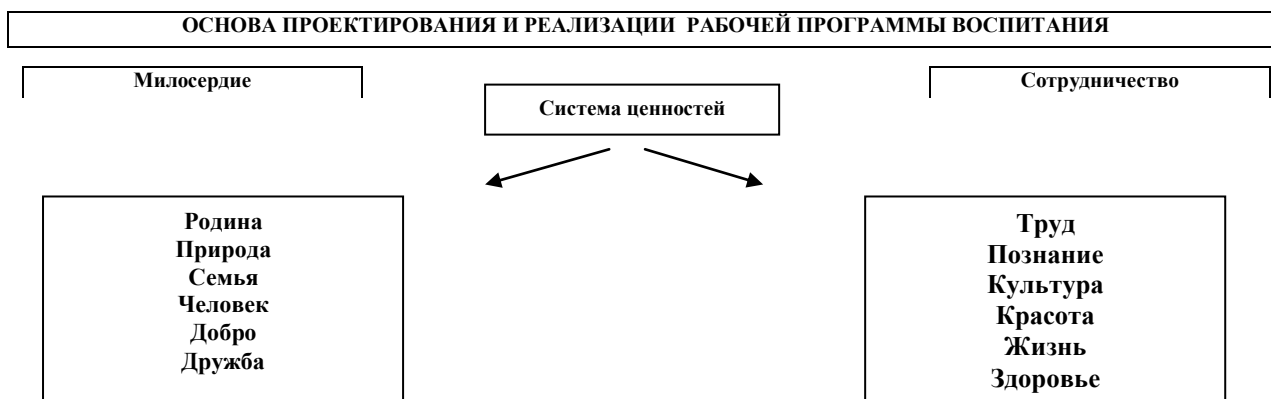 ОСНОВА ПРОЕКТИРОВАНИЯ И РЕАЛИЗАЦИИ РАБОЧЕЙ ПРОГРАММЫ ВОСПИТАНИЯ
Милосердие
Сотрудничество
Система ценностей
Родина
Природа
Семья
Человек
Добро
Дружба
Труд
Познание
Культура
Красота
Жизнь
Здоровье